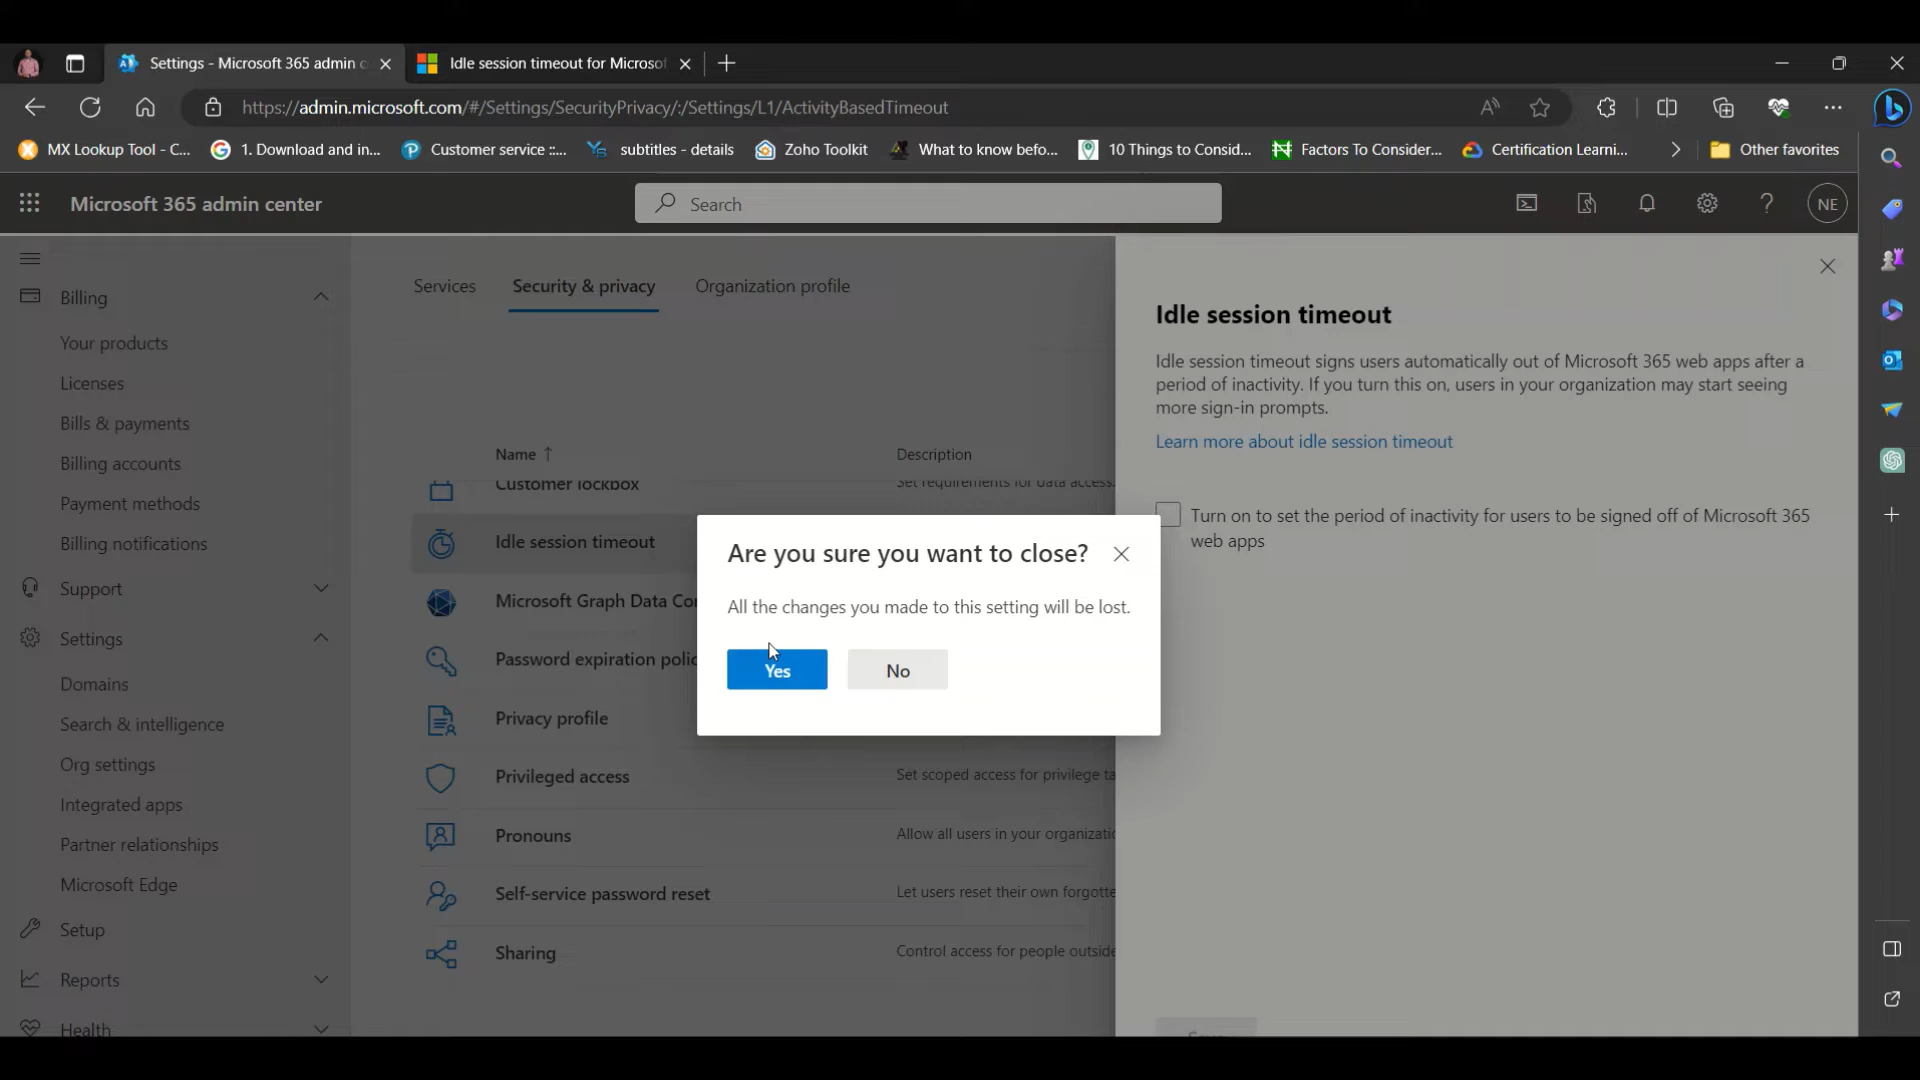 Settings - Microsoft 365 admin c
Idle session timeout for Microsof
https://admin.microsoft.com/#/Settings/SecurityPrivacy/:/Settings/L1/ActivityBasedTimeout
MX Lookup Tool - C...
1. Download and in...
Customer service ::...
subtitles - details
Zoho Toolkit
What to know befo...
10 Things to Consid...
Factors To Consider...
Certification Learni...
Other favorites
Microsoft 365 admin center
Search
NE
Billing
Your products
Licenses
Bills & payments
Billing accounts
Payment methods
Billing notifications
Support
Settings
Domains
Search & intelligence
Org settings
Integrated apps
Partner relationships
Microsoft Edge
Setup
Reports
Health
Services
Security & privacy
Organization profile
Name ↑
Description
Customer lockbox
Set requirements for data access.
Idle session timeout
Microsoft Graph Data Co
Password expiration polic
Privacy profile
Privileged access
Set scoped access for privilege ta
Pronouns
Allow all users in your organizatio
Self-service password reset
Let users reset their own forgotte
Sharing
Control access for people outside
Idle session timeout
Idle session timeout signs users automatically out of Microsoft 365 web apps after a
period of inactivity. If you turn this on, users in your organization may start seeing
more sign-in prompts.
Learn more about idle session timeout
Turn on to set the period of inactivity for users to be signed off of Microsoft 365
web apps
Are you sure you want to close?
All the changes you made to this setting will be lost.
Yes
No